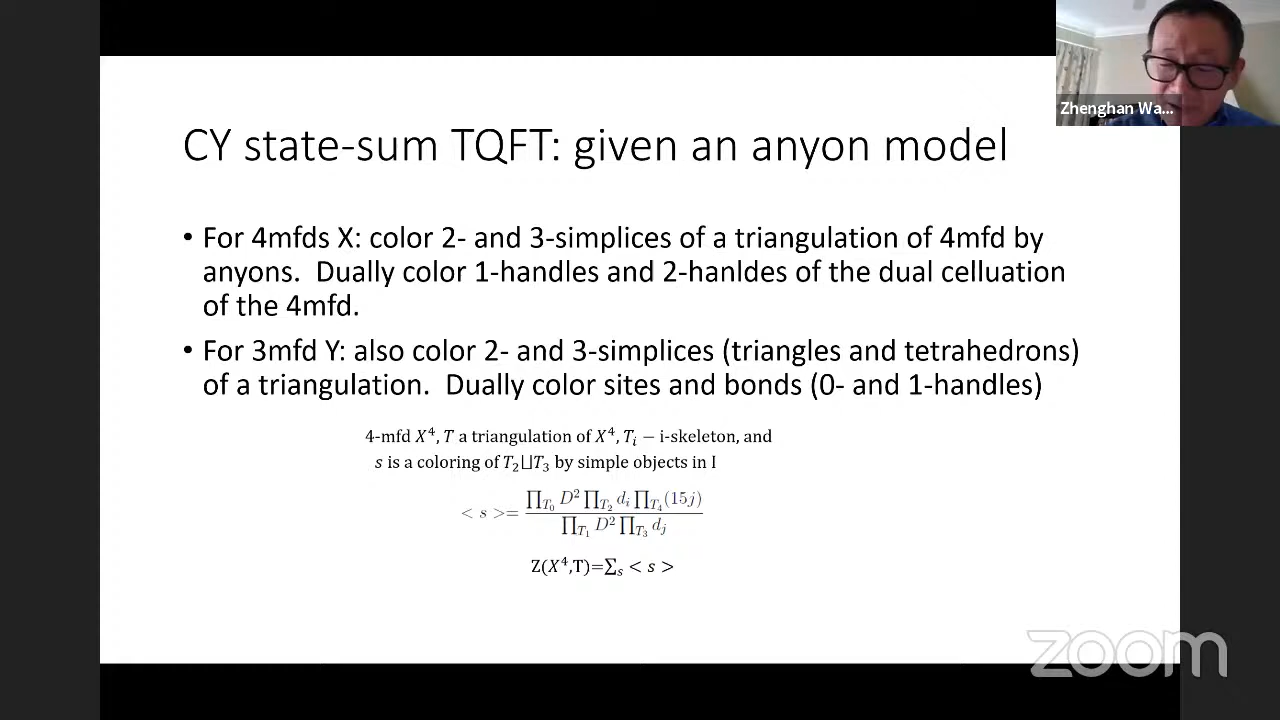 Zhenghan Wa...
CY state-sum TQFT: given an anyon model
• For 4mfds X: color 2- and 3-simplices of a triangulation of 4mfd by
anyons. Dually color 1-handles and 2-hanldes of the dual celluation
of the 4mfd.
• For 3mfd Y: also color 2- and 3-simplices (triangles and tetrahedrons)
of a triangulation. Dually color sites and bonds (0- and 1-handles)
4-mfd X⁴, T a triangulation of X⁴, Tᵢ − i-skeleton, and
s is a coloring of T₂⨆T₃ by simple objects in I
< s >= ∏_{T₀} D² ∏_{T₂} dᵢ ∏_{T₄}(15j) / ∏_{T₁} D² ∏_{T₃} dⱼ
Z(X⁴,T)=∑ₛ < s >
zoom